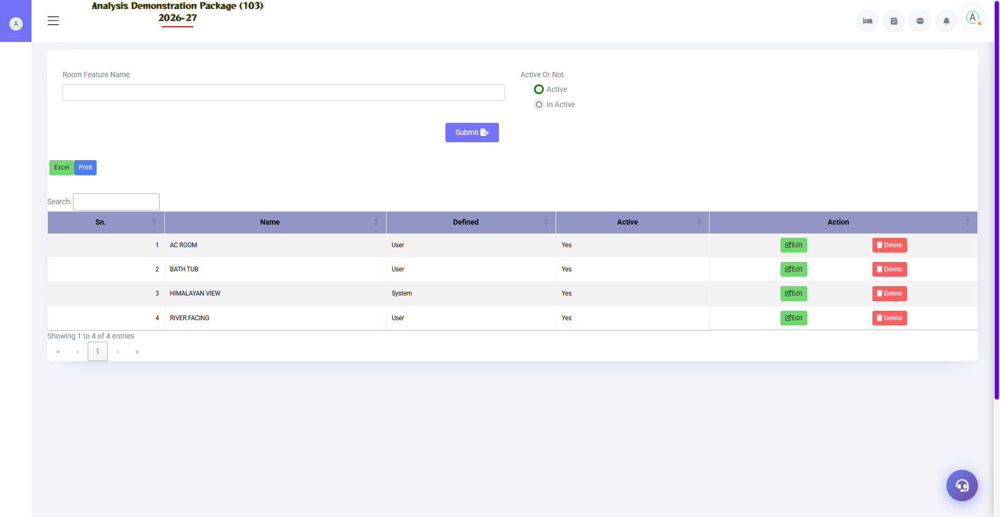 Analysis Demonstration Package (103)
2026-27
A
A
Room Feature Name
Active Or Not
Active
In Active
Submit
Excel Print
Search:
Sn. Name Defined Active Action
1 AC ROOM User Yes Edit Delete
2 BATH TUB User Yes Edit Delete
3 HIMALAYAN VIEW System Yes Edit Delete
4 RIVER FACING User Yes Edit Delete
Showing 1 to 4 of 4 entries
« ‹ 1 › »